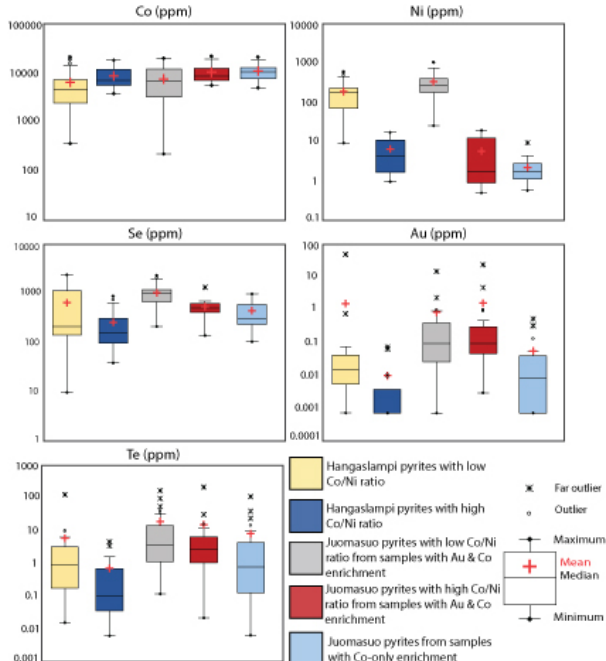 Co (ppm)
100000
10000
1000
100
10
Ni (ppm)
10000
1000
100
10
1
0.1
Se (ppm)
10000
1000
100
10
1
Au (ppm)
100
10
1
0.1
0.01
0.001
0.0001
Te (ppm)
1000
100
10
1
0.1
0.01
0.001
Hangaslampi pyrites with low
Co/Ni ratio
Hangaslampi pyrites with high
Co/Ni ratio
Juomasuo pyrites with low Co/Ni
ratio from samples with Au & Co
enrichment
Juomasuo pyrites with high Co/Ni
ratio from samples with Au & Co
enrichment
Juomasuo pyrites from samples
with Co-only enrichment
Far outlier
Outlier
Maximum
Mean
Median
Minimum